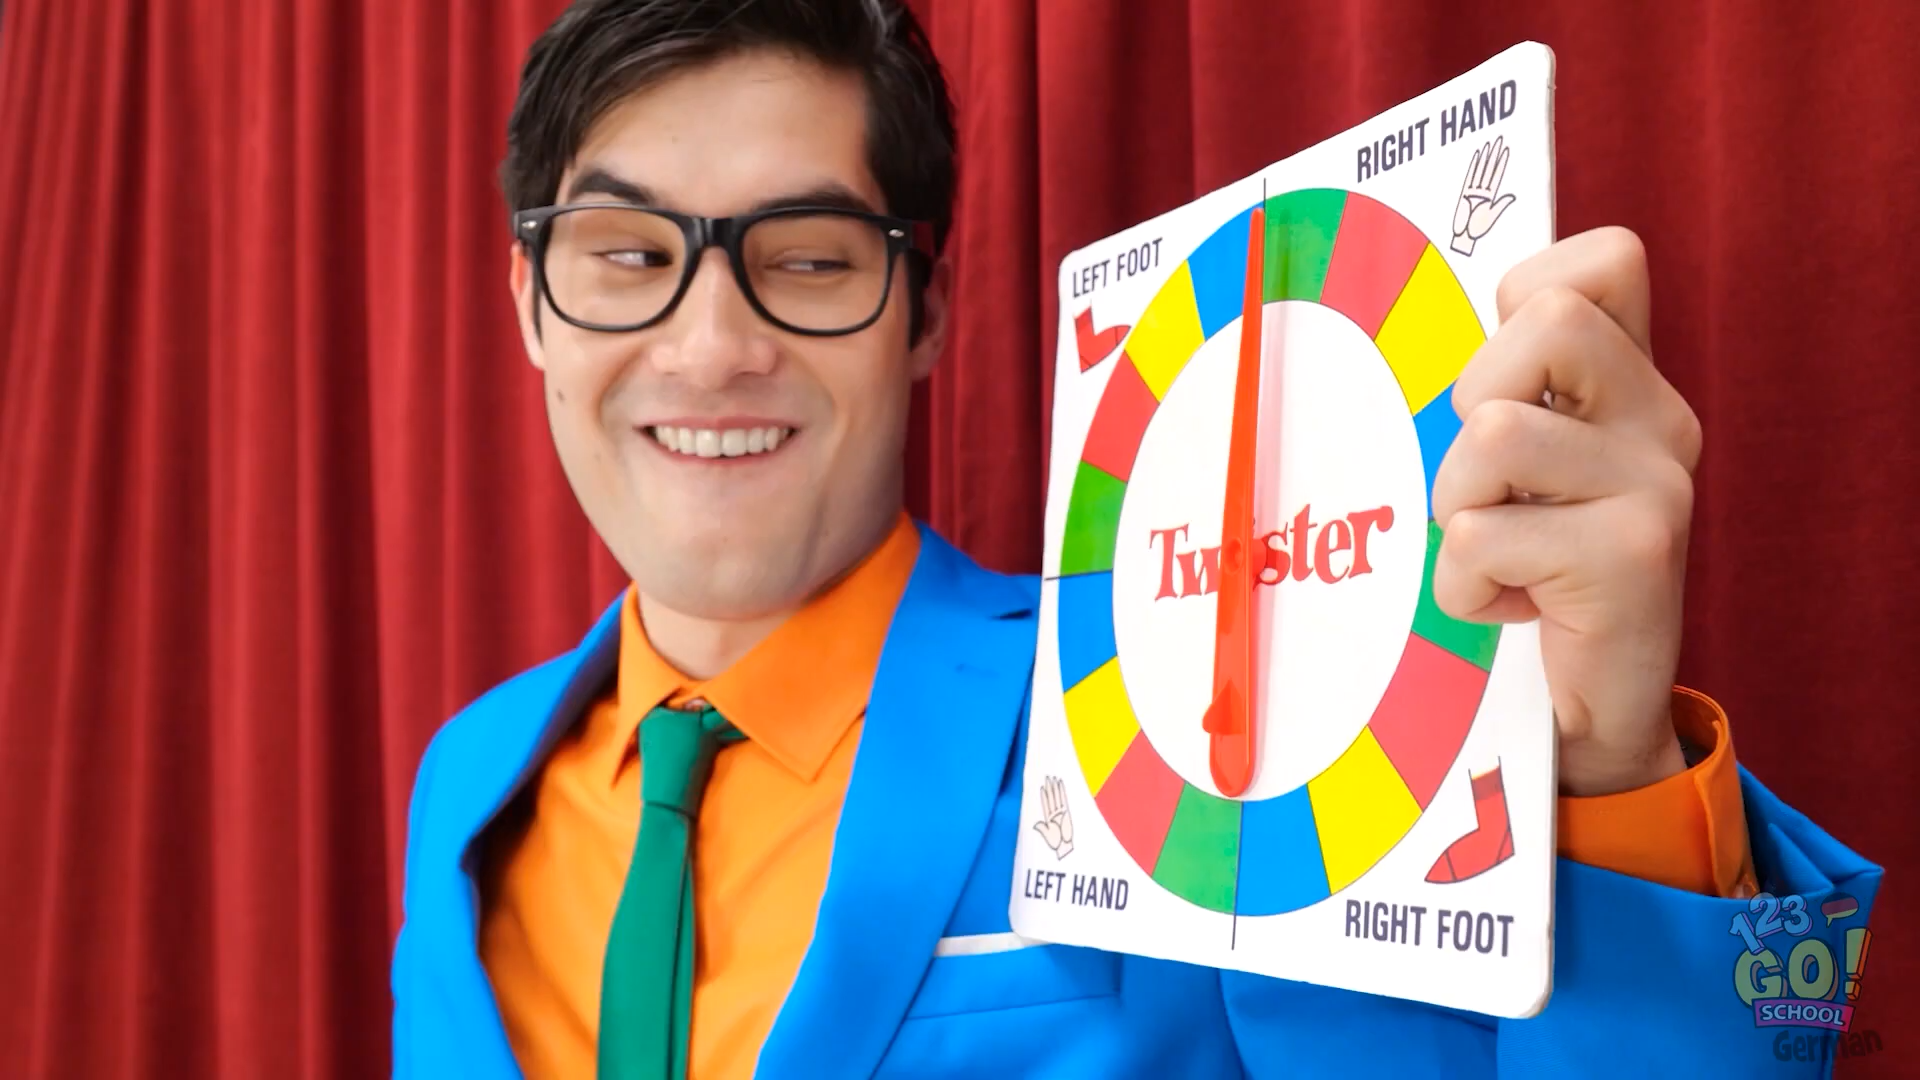 RIGHT HAND
LEFT FOOT
Twister
LEFT HAND
RIGHT FOOT
123
GO!
SCHOOL
German